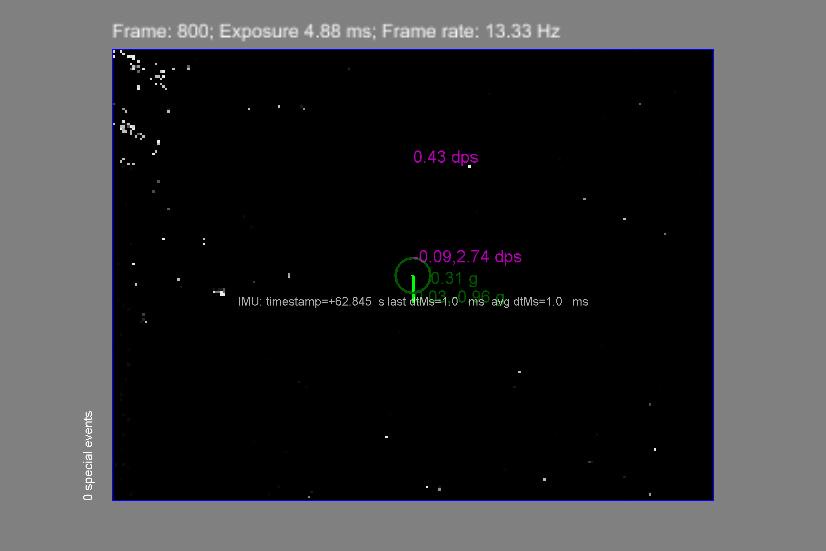 Frame: 800; Exposure 4.88 ms; Frame rate: 13.33 Hz
0.43 dps
-0.09,2.74 dps
0.31 g
IMU: timestamp=+62.845 s last dtMs=1.0 ms avg dtMs=1.0 ms
0 special events